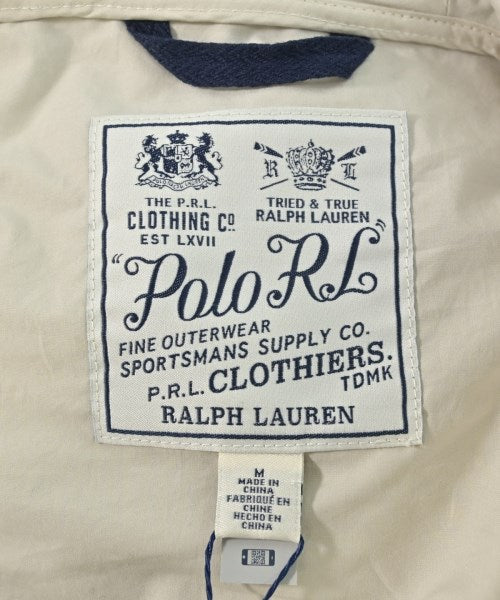 THE P.R.L.
CLOTHING Co.
EST LXVII
R L
TRIED & TRUE
RALPH LAUREN
"Polo RL"
FINE OUTERWEAR
SPORTSMANS SUPPLY CO.
P.R.L. CLOTHIERS.
TDMK
RALPH LAUREN
M
MADE IN
CHINA
FABRIQUÉ EN
CHINE
HECHO EN
CHINA